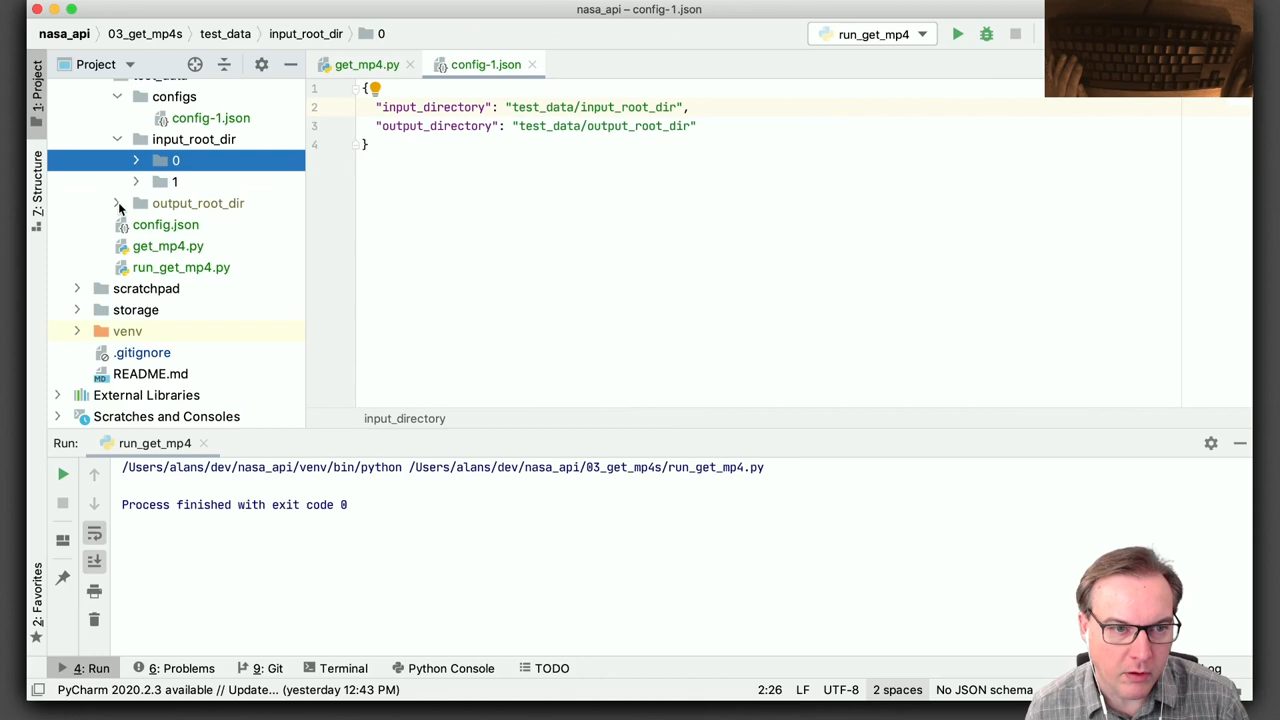 nasa_api – config-1.json
nasa_api 03_get_mp4s test_data input_root_dir 0
run_get_mp4
1: Project
Project
get_mp4.py
config-1.json
configs
config-1.json
input_root_dir
0
1
output_root_dir
config.json
get_mp4.py
run_get_mp4.py
scratchpad
storage
venv
.gitignore
README.md
External Libraries
Scratches and Consoles
1 {
2 "input_directory": "test_data/input_root_dir",
3 "output_directory": "test_data/output_root_dir"
4 }
input_directory
Z: Structure
2: Favorites
Run: run_get_mp4
/Users/alans/dev/nasa_api/venv/bin/python /Users/alans/dev/nasa_api/03_get_mp4s/run_get_mp4.py
Process finished with exit code 0
4: Run 6: Problems 9: Git Terminal Python Console TODO
PyCharm 2020.2.3 available // Update... (yesterday 12:43 PM) 2:26 LF UTF-8 2 spaces No JSON schema